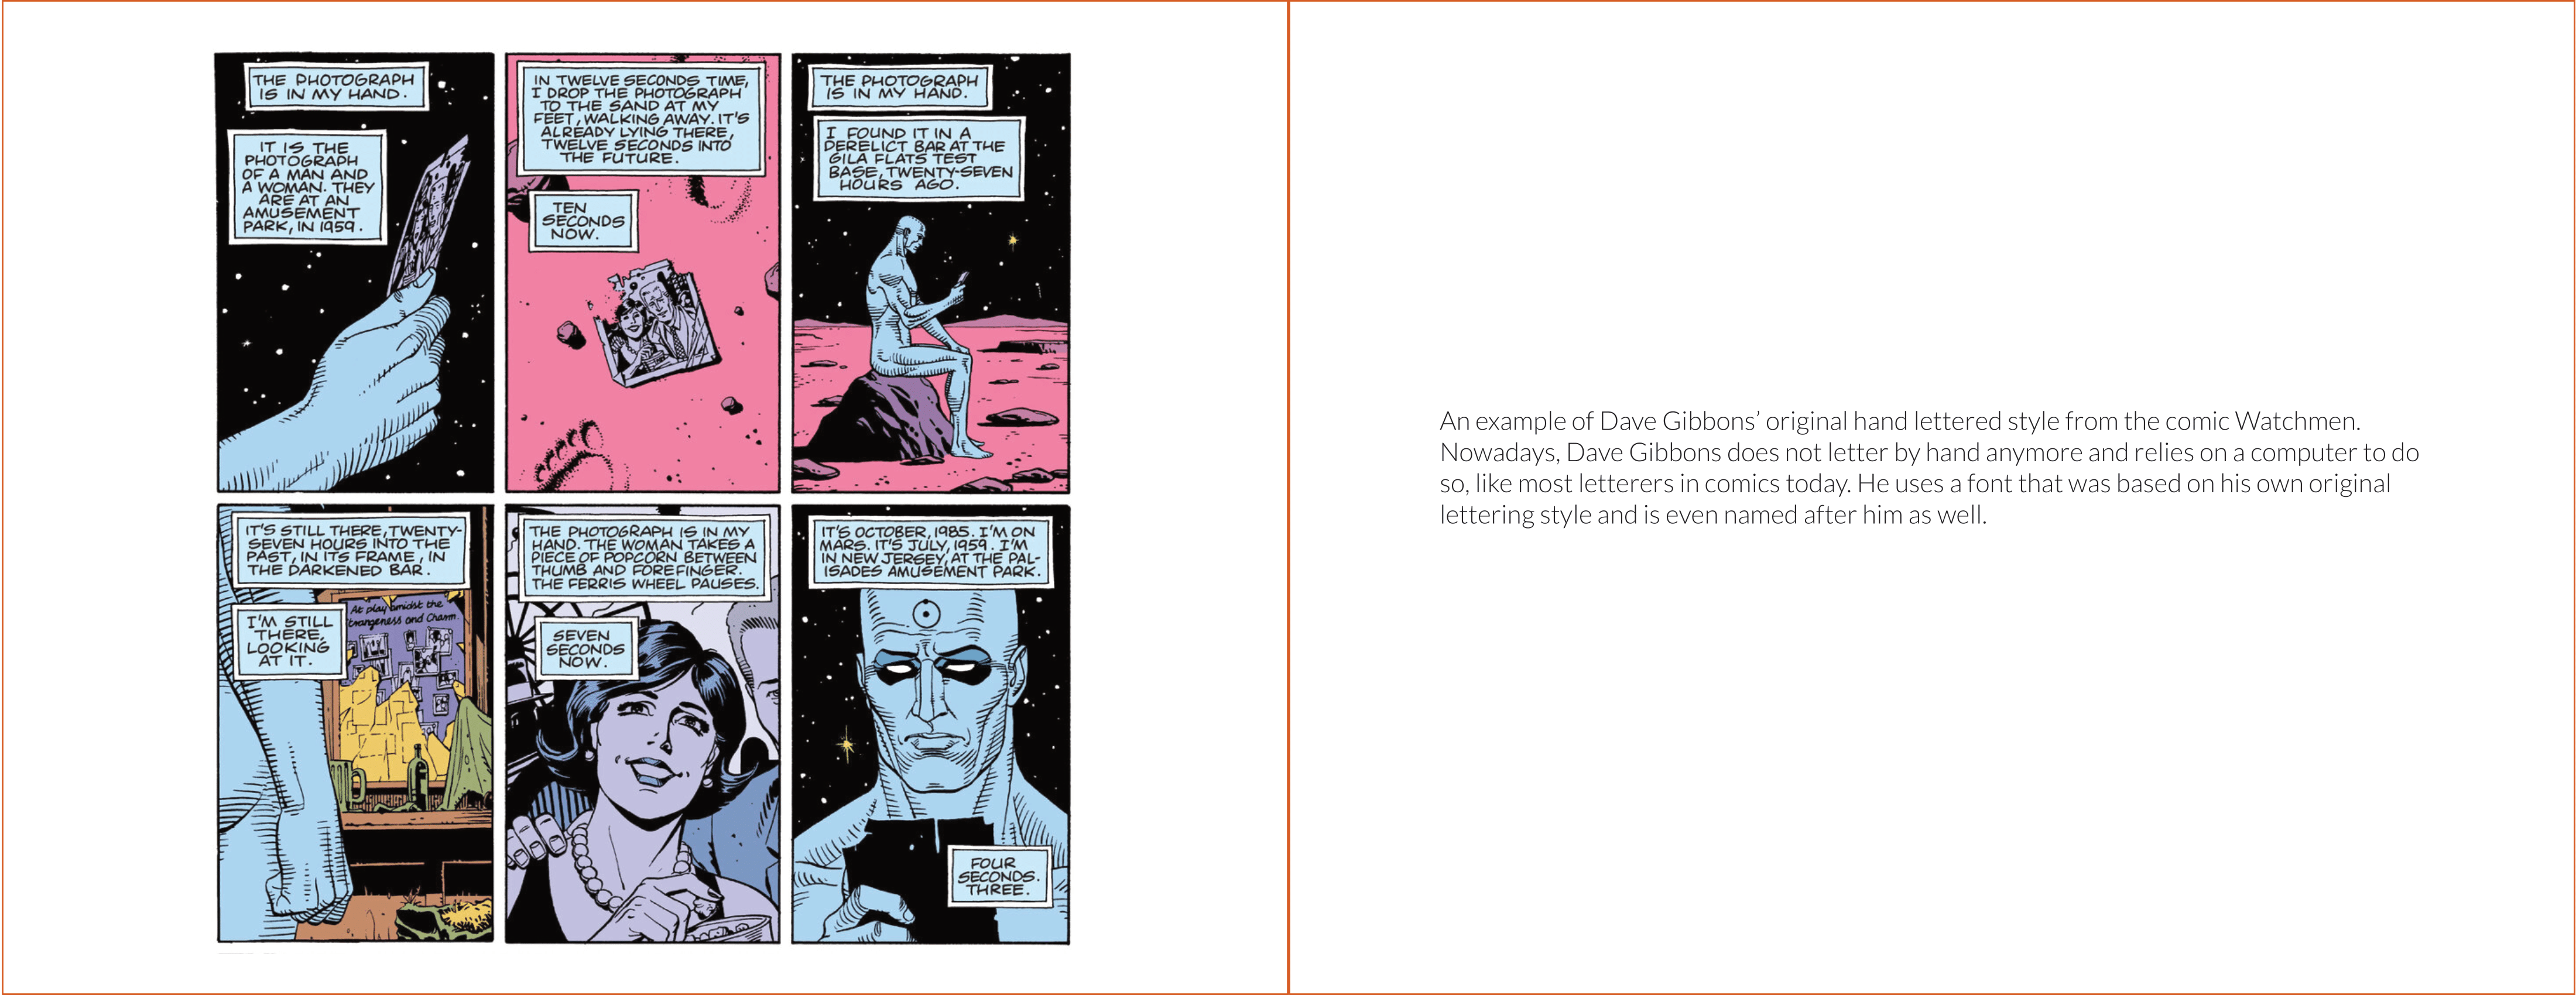 THE PHOTOGRAPH
IS IN MY HAND.
IT IS THE
PHOTOGRAPH
OF A MAN AND
A WOMAN. THEY
ARE AT AN
AMUSEMENT
PARK, IN 1959.
IN TWELVE SECONDS TIME,
I DROP THE PHOTOGRAPH
TO THE SAND AT MY
FEET, WALKING AWAY. IT'S
ALREADY LYING THERE,
TWELVE SECONDS INTO
THE FUTURE.
TEN
SECONDS
NOW.
THE PHOTOGRAPH
IS IN MY HAND.
I FOUND IT IN A
DERELICT BAR AT THE
GILA FLATS TEST
BASE, TWENTY-SEVEN
HOURS AGO.
IT'S STILL THERE, TWENTY-
SEVEN HOURS INTO THE
PAST, IN ITS FRAME, IN
THE DARKENED BAR.
I'M STILL
THERE,
LOOKING
AT IT.
At play amidst the
trangeness and Charm.
THE PHOTOGRAPH IS IN MY
HAND. THE WOMAN TAKES A
PIECE OF POPCORN BETWEEN
THUMB AND FOREFINGER.
THE FERRIS WHEEL PAUSES.
SEVEN
SECONDS
NOW.
IT'S OCTOBER, 1985. I'M ON
MARS. IT'S JULY, 1959. I'M
IN NEW JERSEY, AT THE PAL-
ISADES AMUSEMENT PARK.
FOUR
SECONDS.
THREE.
An example of Dave Gibbons’ original hand lettered style from the comic Watchmen.
Nowadays, Dave Gibbons does not letter by hand anymore and relies on a computer to do
so, like most letterers in comics today. He uses a font that was based on his own original
lettering style and is even named after him as well.